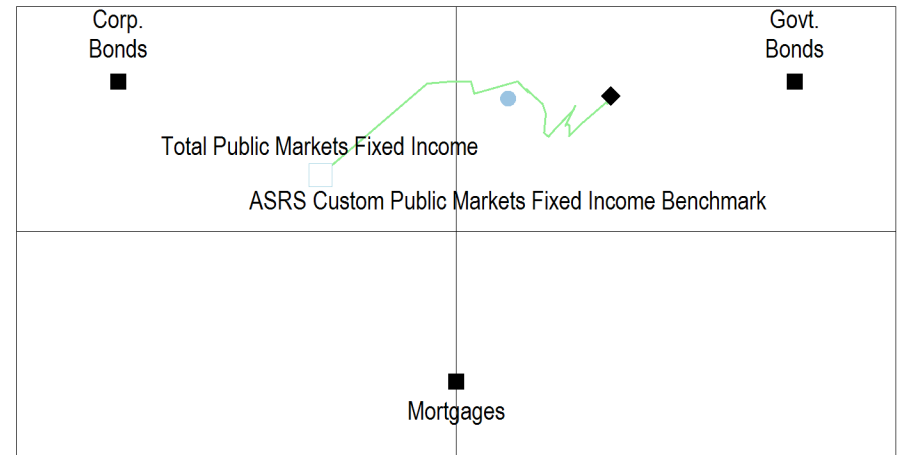 Corp.
Bonds
Govt.
Bonds
Total Public Markets Fixed Income
ASRS Custom Public Markets Fixed Income Benchmark
Mortgages